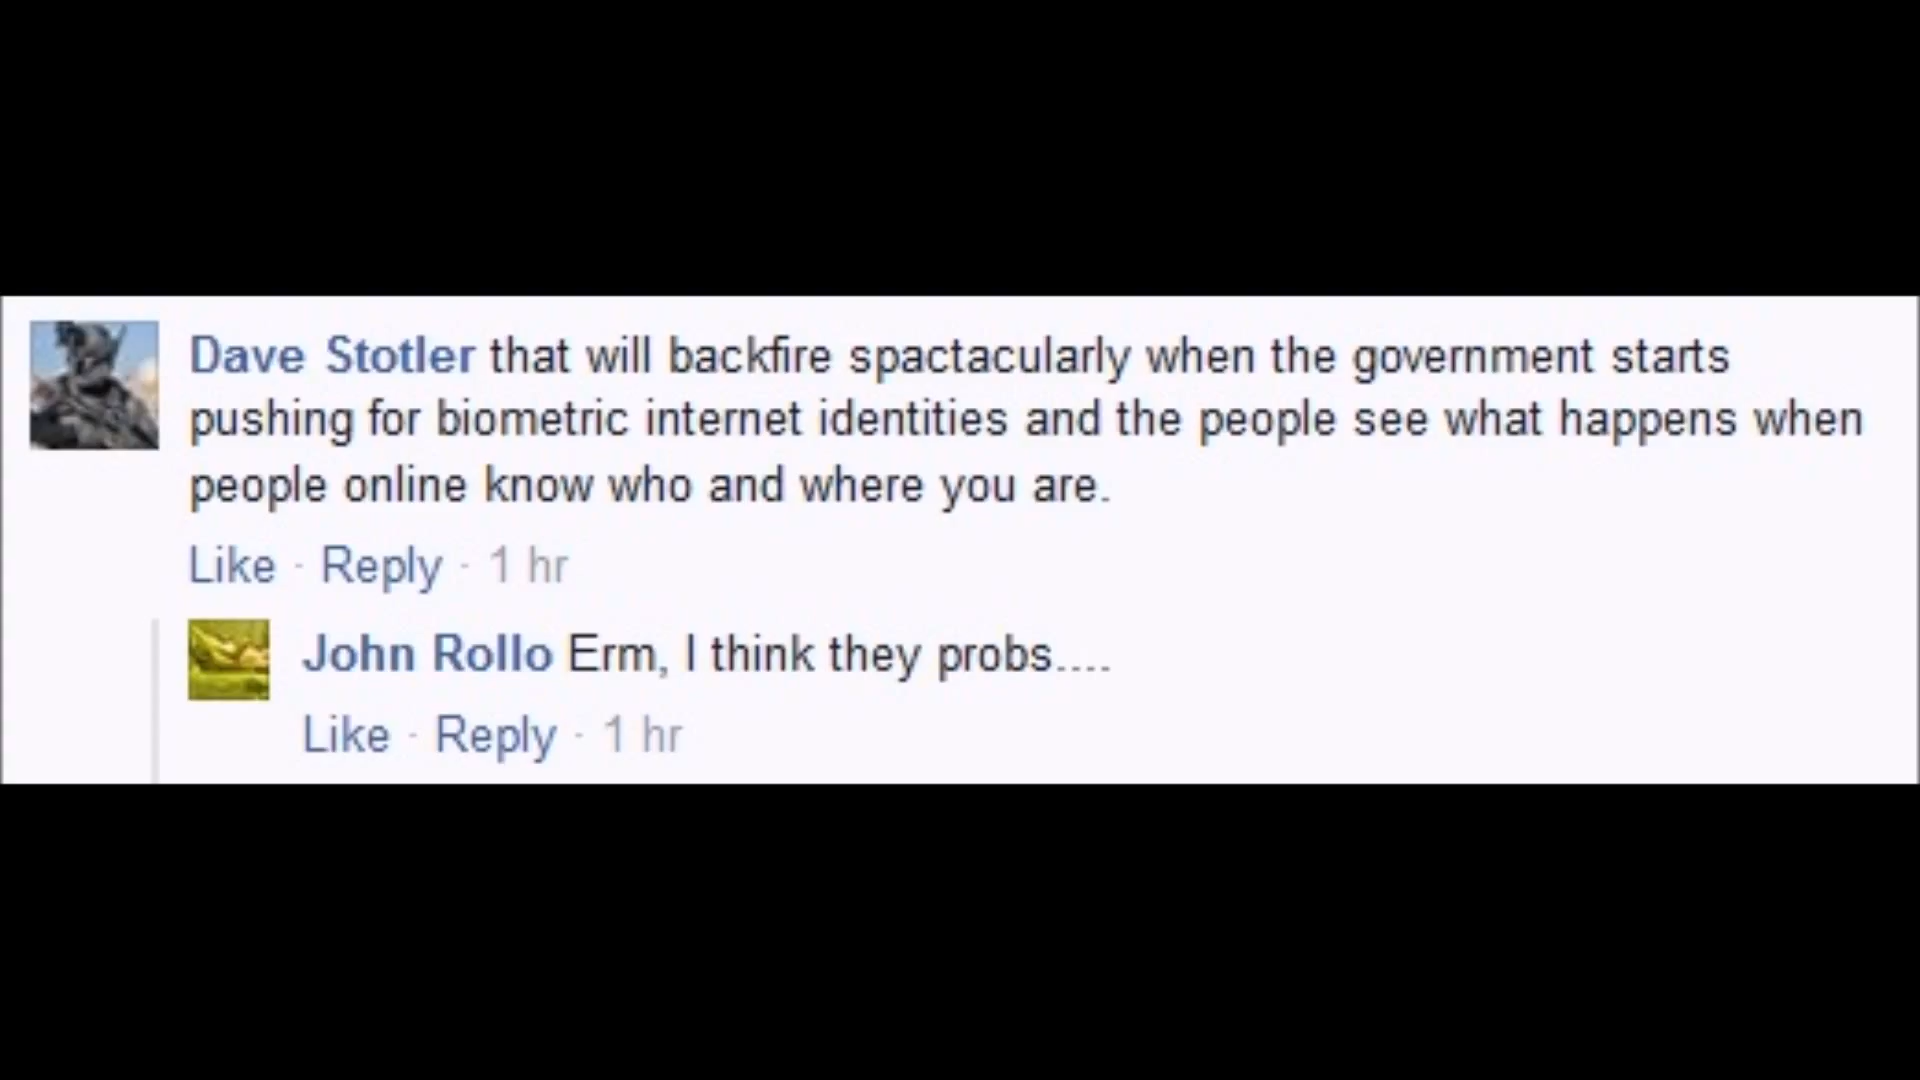 Dave Stotler that will backfire spactacularly when the government starts
pushing for biometric internet identities and the people see what happens when
people online know who and where you are.
Like · Reply · 1 hr
John Rollo Erm, I think they probs....
Like · Reply · 1 hr